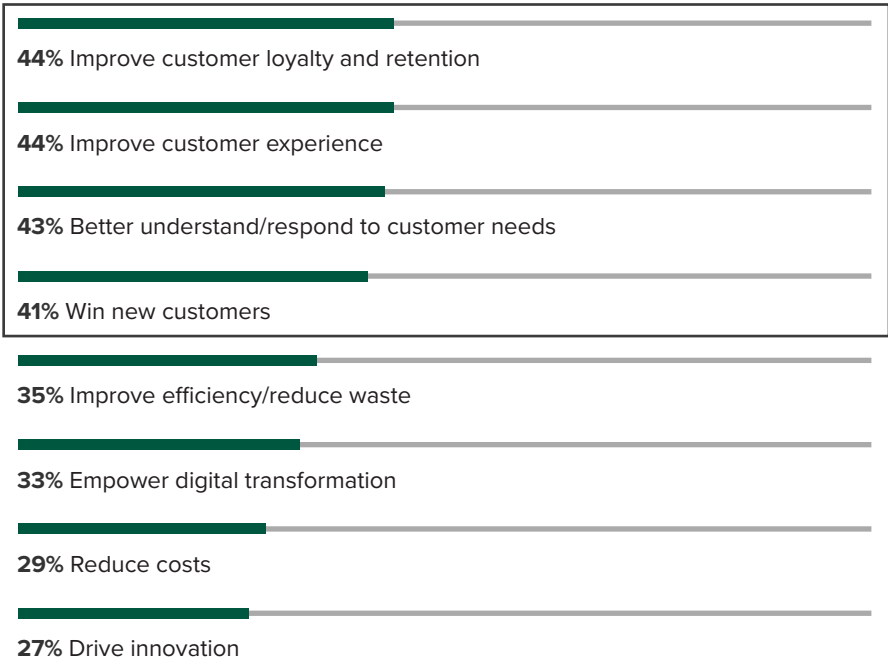 44% Improve customer loyalty and retention
44% Improve customer experience
43% Better understand/respond to customer needs
41% Win new customers
35% Improve efficiency/reduce waste
33% Empower digital transformation
29% Reduce costs
27% Drive innovation